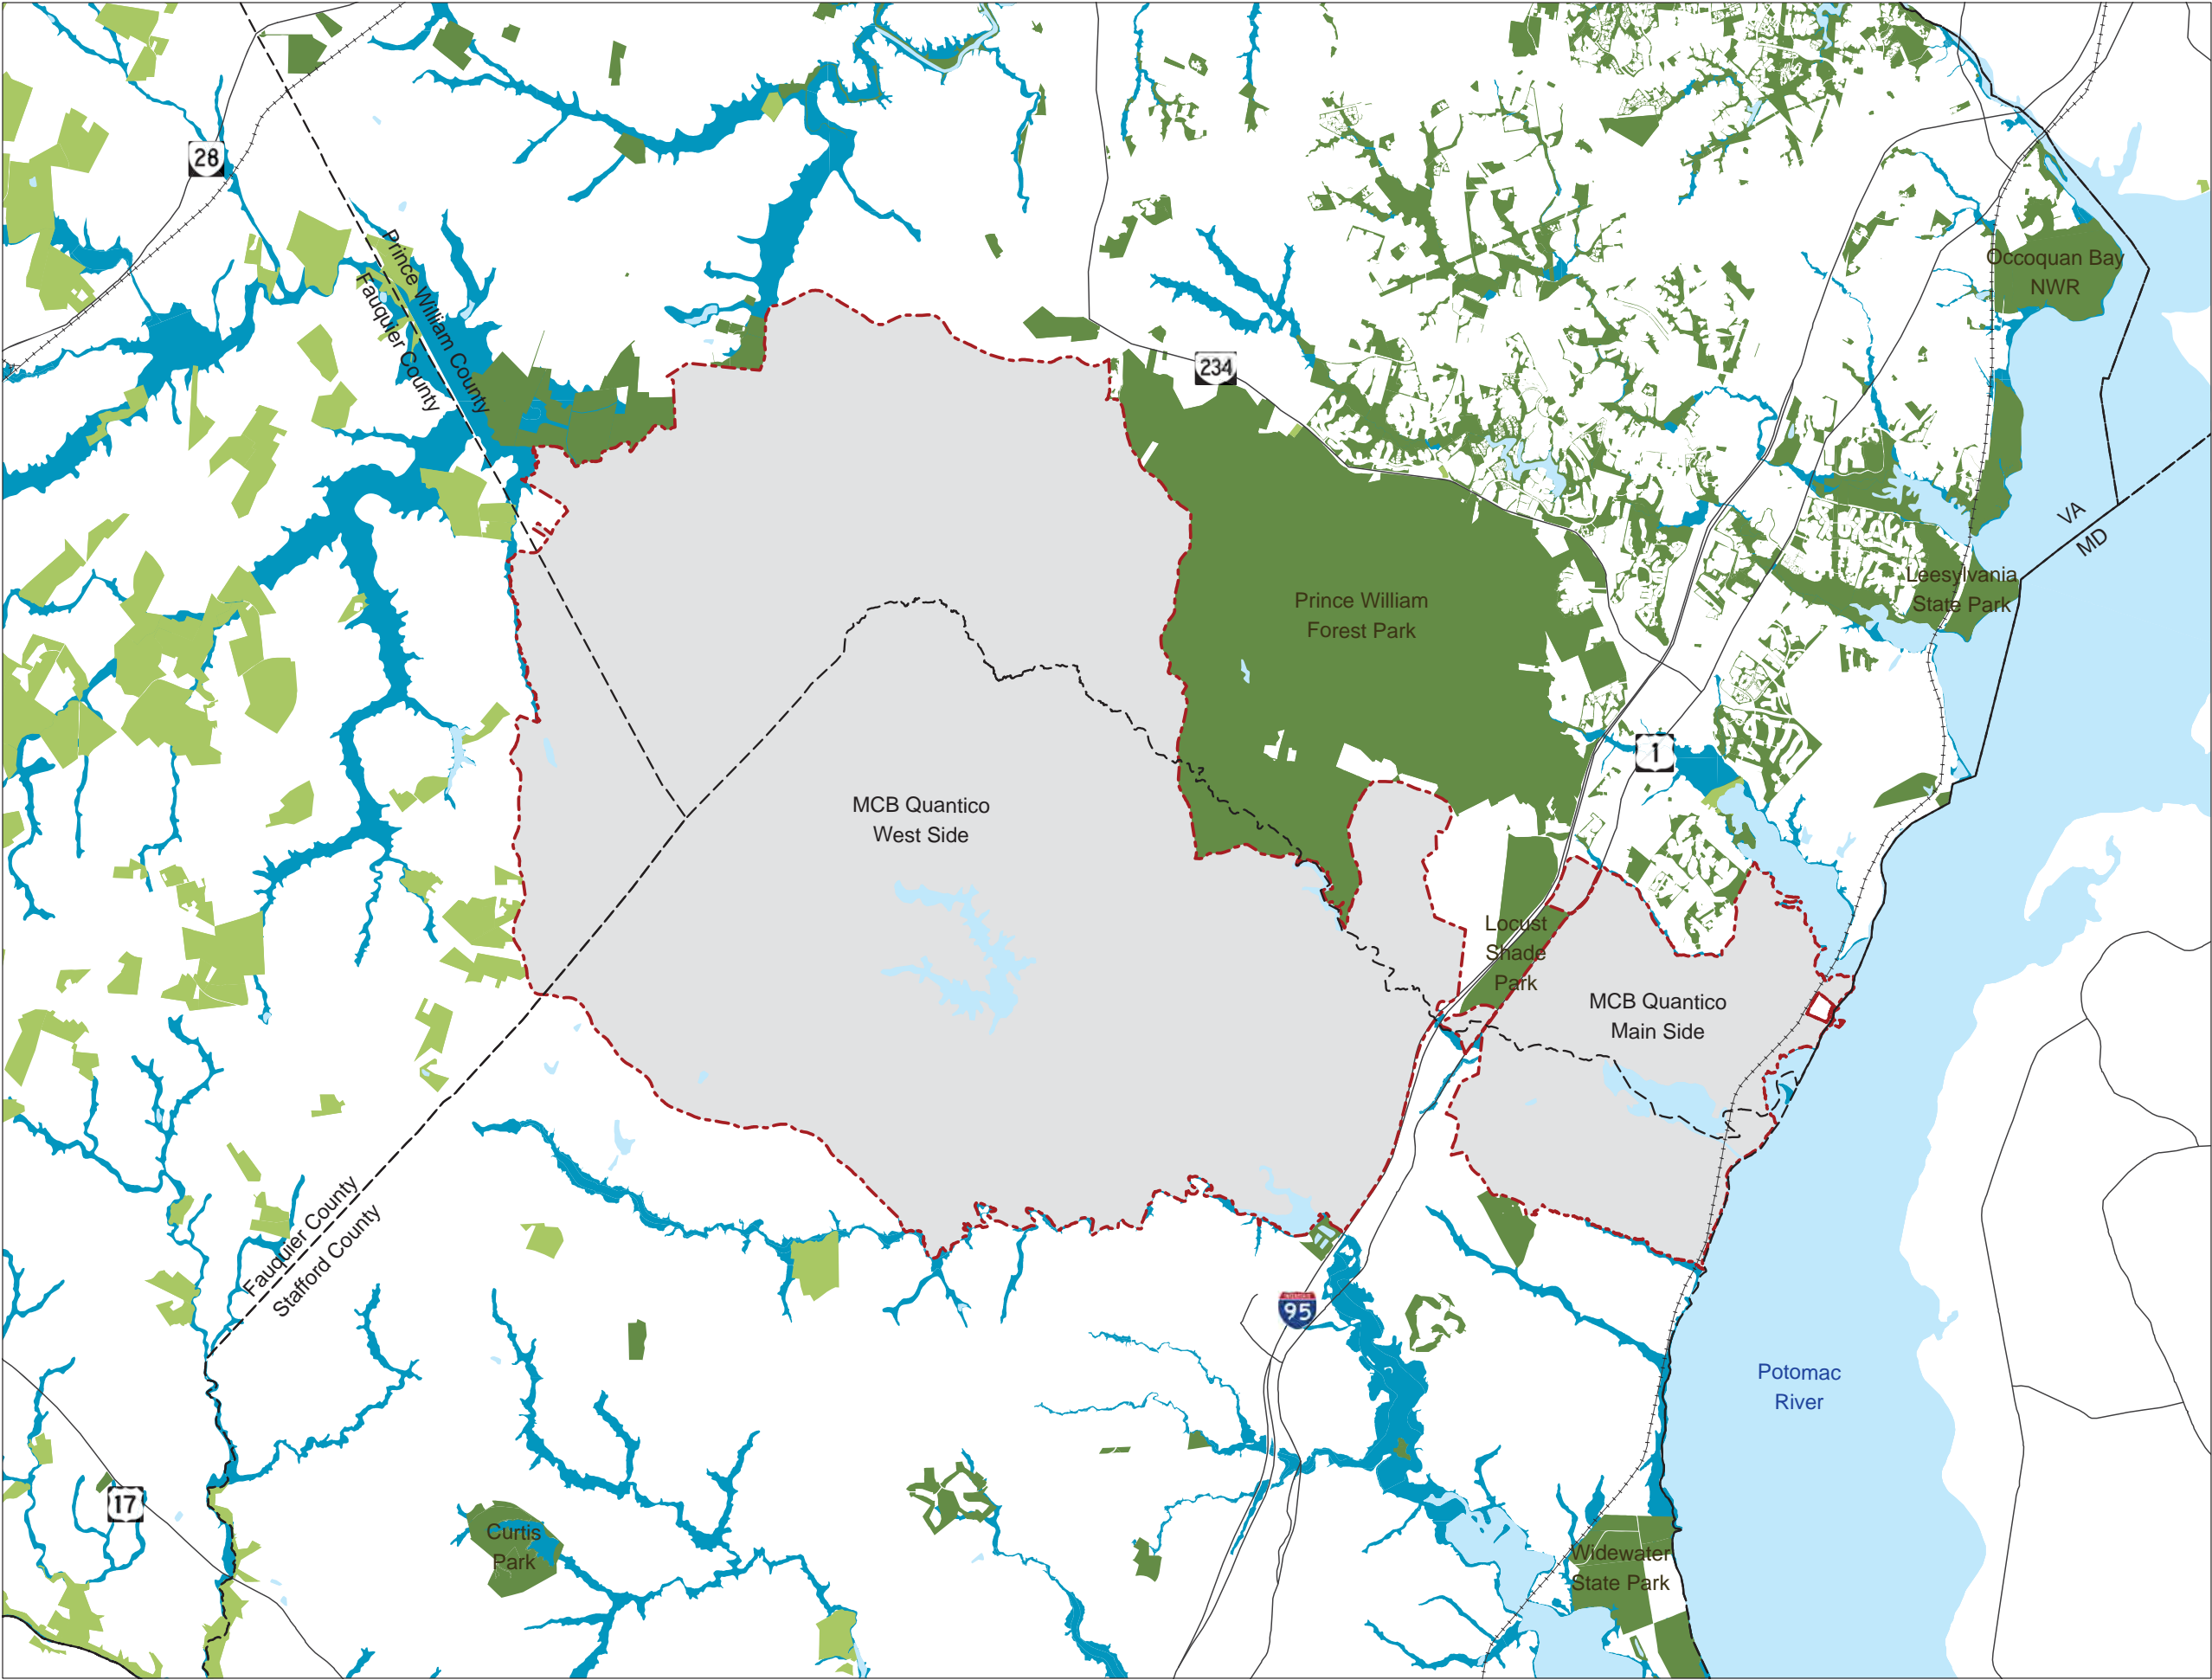 28
Prince William County
Fauquier County
Occoquan Bay
NWR
234
VA
MD
Leesylvania
State Park
Prince William
Forest Park
1
MCB Quantico
West Side
Locust
Shade
Park
MCB Quantico
Main Side
Fauquier County
Stafford County
INTERSTATE
95
Potomac
River
17
Curtis
Park
Widewater
State Park